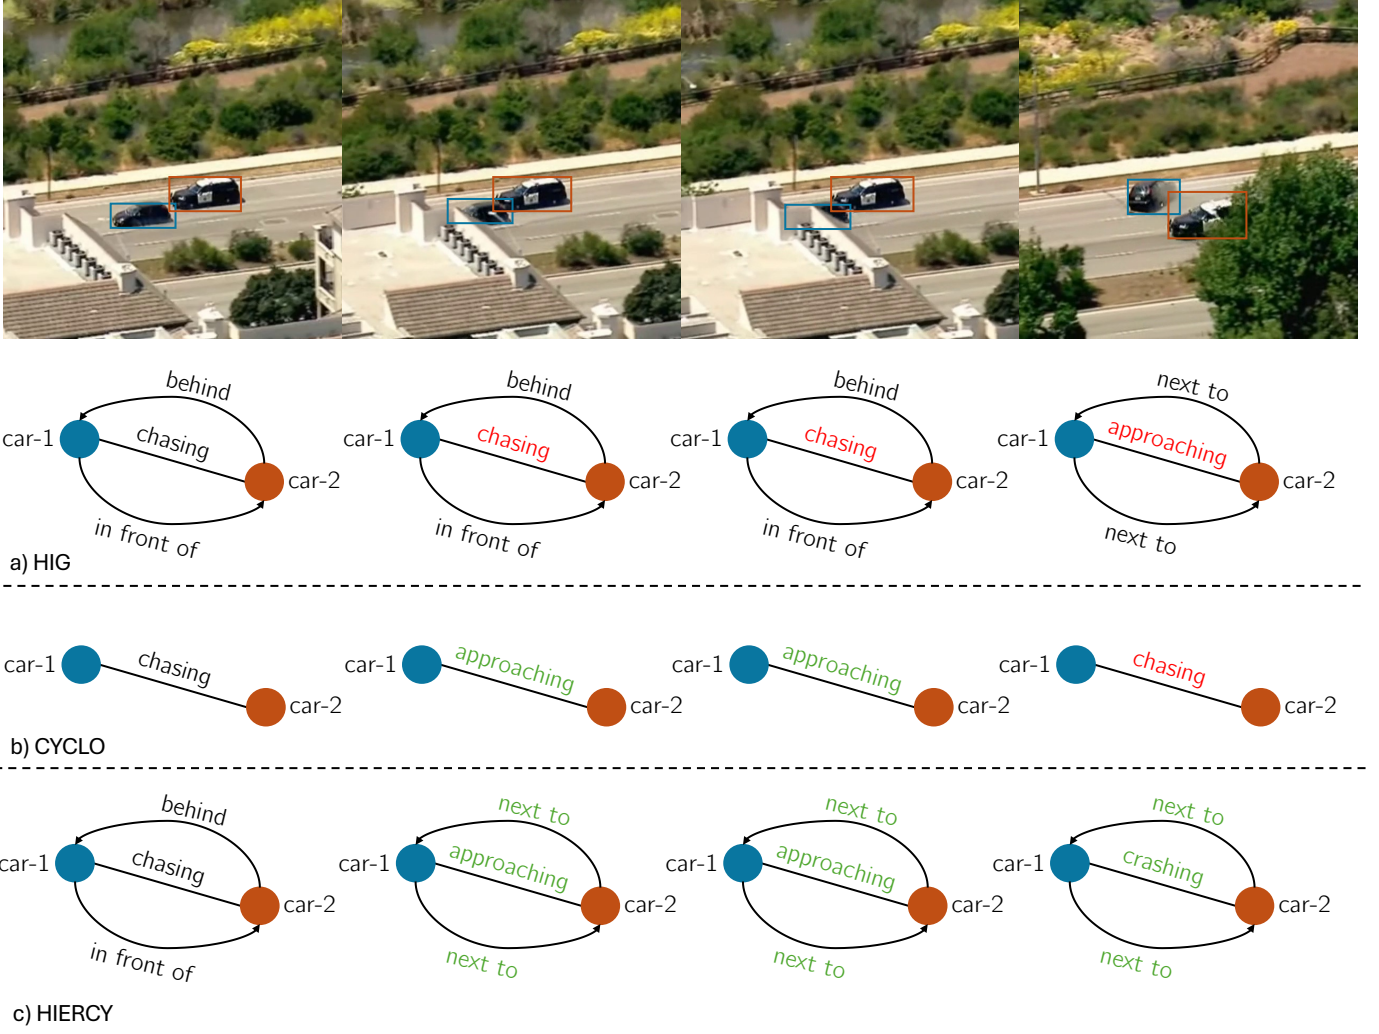 behind behind behind next to
car-1 chasing car-1 chasing car-1 chasing car-1 approaching
car-2 car-2 car-2 car-2
in front of in front of in front of next to
a) HIG
car-1 chasing car-1 approaching car-1 approaching car-1 chasing
car-2 car-2 car-2 car-2
b) CYCLO
behind next to next to next to
car-1 chasing car-1 approaching car-1 approaching car-1 crashing
car-2 car-2 car-2 car-2
in front of next to next to next to
c) HIERCY